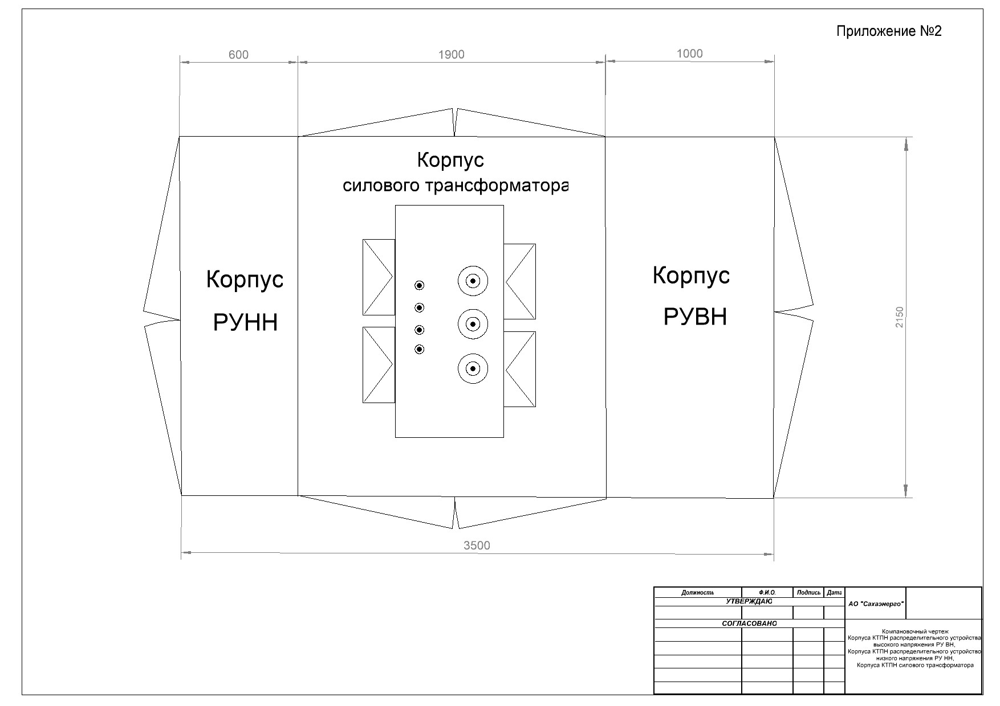 Приложение №2
600
1900
1000
Корпус
силового трансформатора
Корпус
РУНН
Корпус
РУВН
2150
3500
Должность Ф.И.О. Подпись Дата
УТВЕРЖДАЮ
АО "Сахаэнерго"
СОГЛАСОВАНО
Компановочный чертеж
Корпуса КТПН распределительного устройства
высокого напряжения РУ ВН,
Корпуса КТПН распределительного устройство
низкого напряжения РУ НН,
Корпуса КТПН силового трансформатора